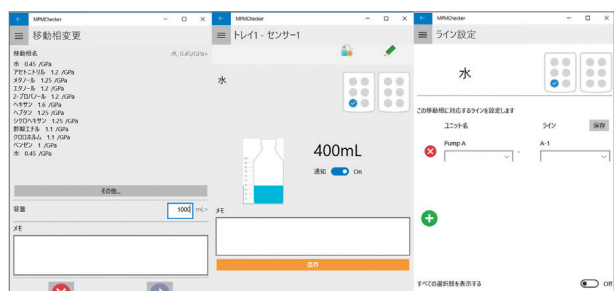 MPMChecker
移動相変更
移動相名
水, 0.45/GPa>
水 0.45 /GPa
アセトニトリル 1.2 /GPa
メタノール 1.25 /GPa
エタノール 1.2 /GPa
2-プロパノール 1.2 /GPa
ヘキサン 1.6 /GPa
ヘプタン 1.25 /GPa
シクロヘキサン 1.25 /GPa
酢酸エチル 1.1 /GPa
クロロホルム 1.1 /GPa
ベンゼン 1 /GPa
水 0.45 /GPa
その他...
容量
1000 mL>
メモ
MPMChecker
トレイ1 - センサー1
水
400mL
通知 On
メモ
保存
MPMChecker
ライン設定
水
この移動相に対応するラインを設定します
ユニット名 ライン 保存
Pump A A-1
-
すべての選択肢を表示する Off